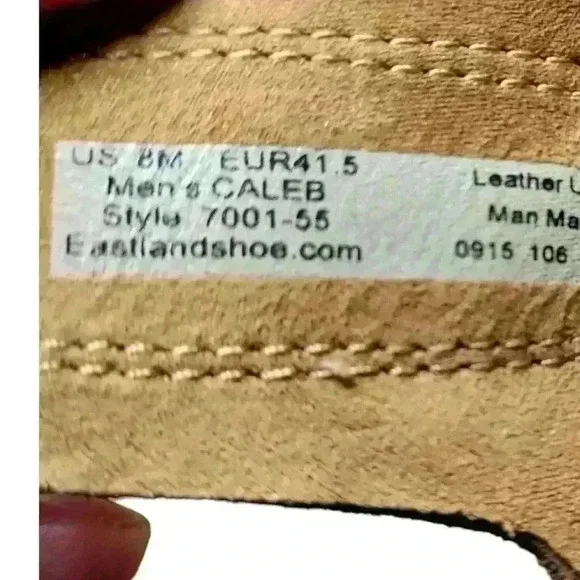 US 8M EUR41.5
Men's CALEB
Style 7001-55
Eastlandshoe.com
Leather U
Man Ma
0915 106